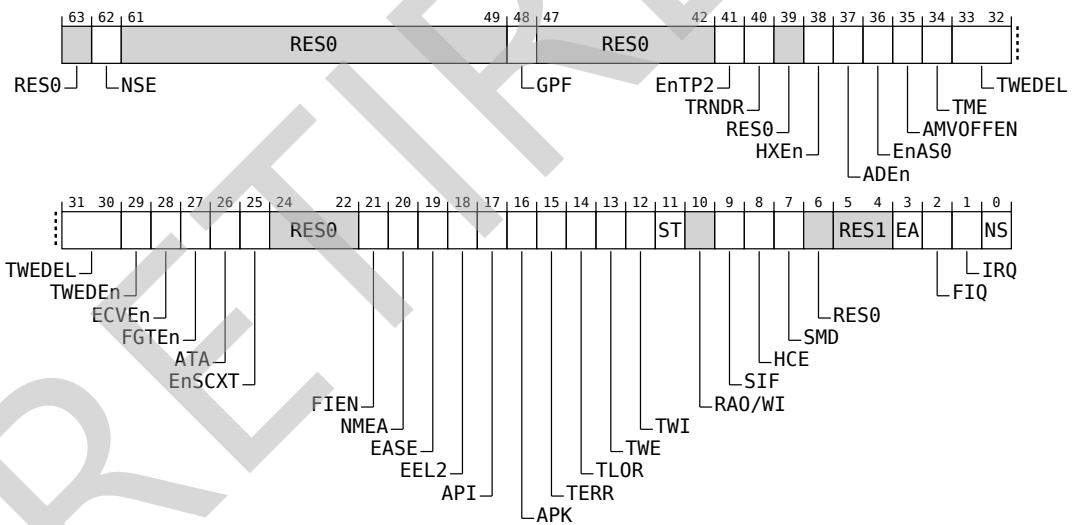 63 62 61 49 48 47 42 41 40 39 38 37 36 35 34 33 32
RES0 RES0
RES0 NSE GPF EnTP2 TWEDEL
TRNDR TME
RES0 AMVOFFEN
HXEn EnAS0
ADEn
31 30 29 28 27 26 25 24 22 21 20 19 18 17 16 15 14 13 12 11 10 9 8 7 6 5 4 3 2 1 0
RES0 ST RES1 EA NS
TWEDEL IRQ
TWEDEn FIQ
ECVEn RES0
FGTEn SMD
ATA HCE
EnSCXT SIF
FIEN RAO/WI
NMEA TWI
EASE TWE
EEL2 TLOR
API TERR
APK
RETIRE